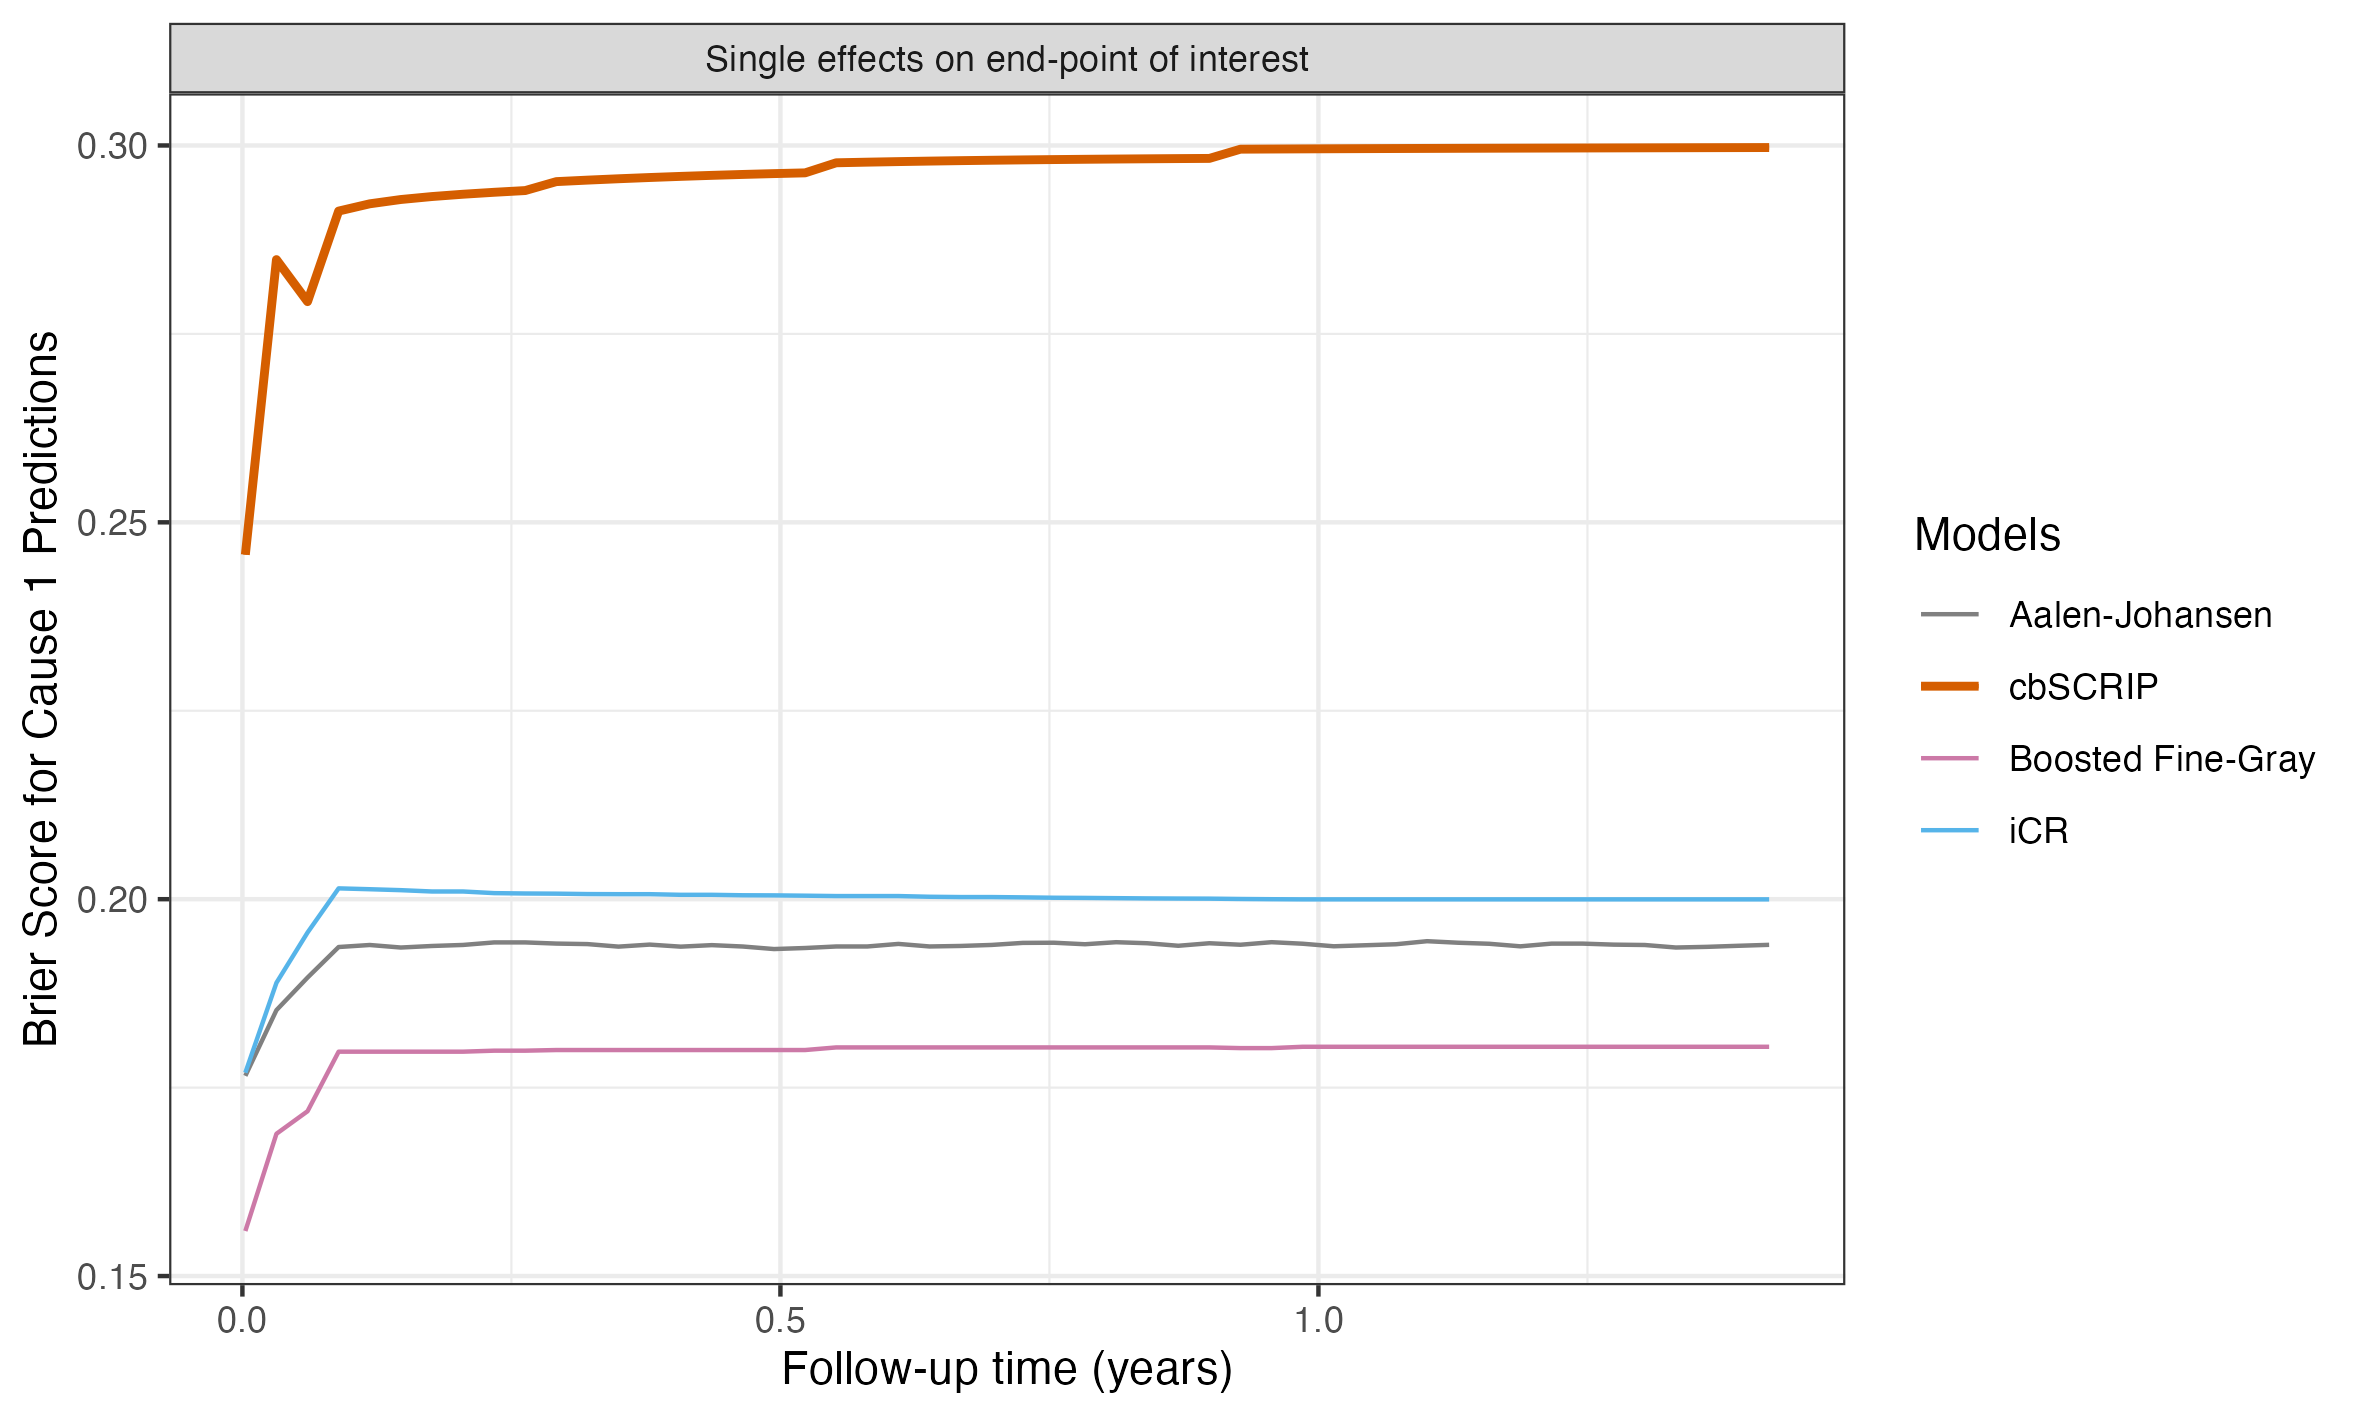 Single effects on end-point of interest
0.30
0.25
0.20
0.15
Brier Score for Cause 1 Predictions
0.0
0.5
1.0
Follow-up time (years)
Models
Aalen-Johansen
cbSCRIP
Boosted Fine-Gray
iCR